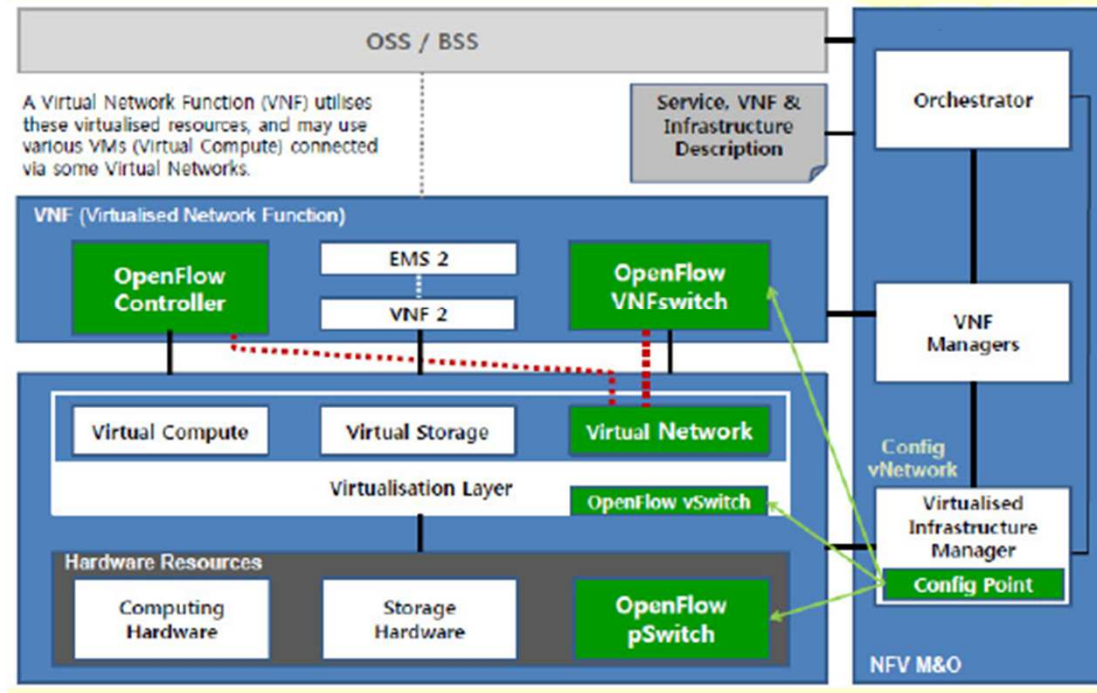 OSS / BSS
A Virtual Network Function (VNF) utilises
these virtualised resources, and may use
various VMs (Virtual Compute) connected
via some Virtual Networks.
Service, VNF &
Infrastructure
Description
Orchestrator
VNF (Virtualised Network Function)
OpenFlow
Controller
EMS 2
VNF 2
OpenFlow
VNFswitch
VNF
Managers
Virtual Compute
Virtual Storage
Virtual Network
Virtualisation Layer
OpenFlow vSwitch
Config
vNetwork
Virtualised
Infrastructure
Manager
Config Point
Hardware Resources
Computing
Hardware
Storage
Hardware
OpenFlow
pSwitch
NFV M&O